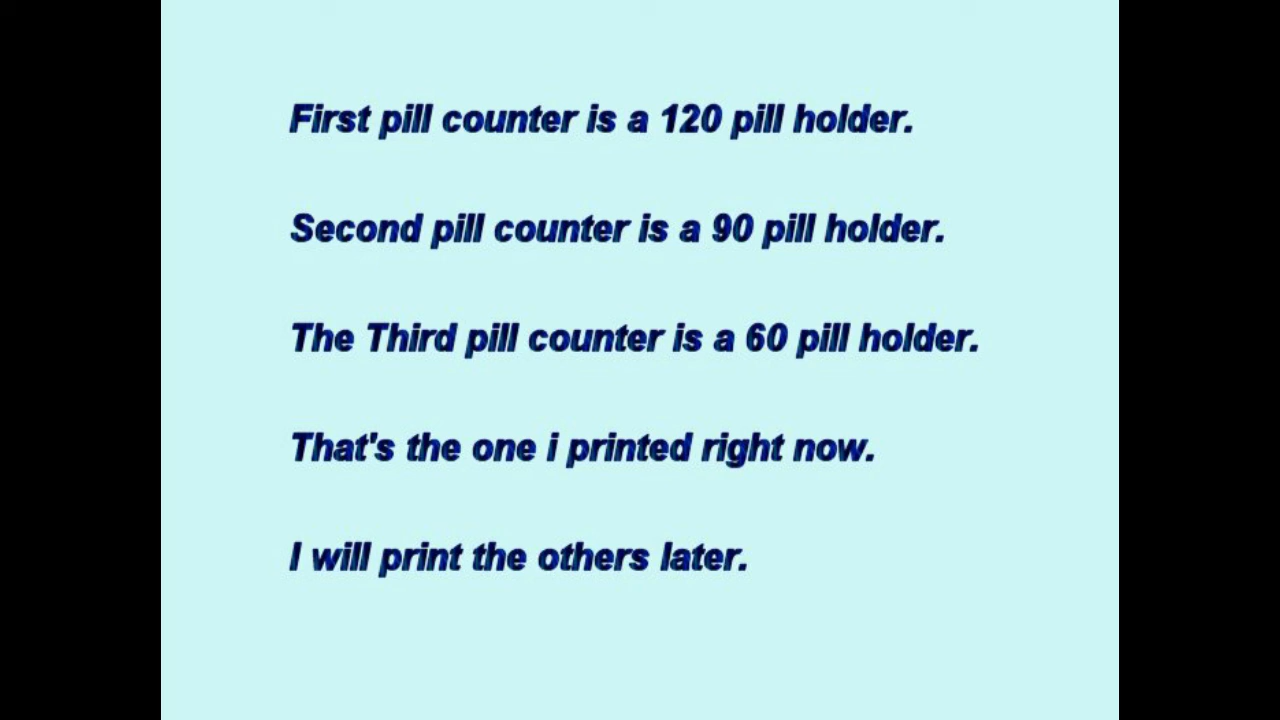 First pill counter is a 120 pill holder.
Second pill counter is a 90 pill holder.
The Third pill counter is a 60 pill holder.
That's the one i printed right now.
I will print the others later.